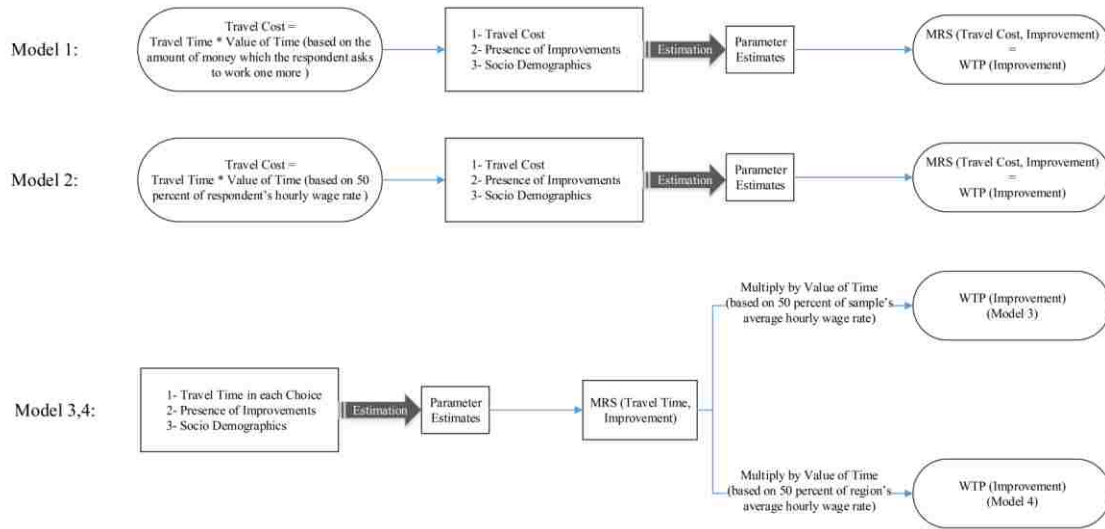 Model 1:
Travel Cost =
Travel Time * Value of Time (based on the
amount of money which the respondent asks
to work one more )
1- Travel Cost
2- Presence of Improvements
3- Socio Demographics
Estimation
Parameter
Estimates
MRS (Travel Cost, Improvement)
=
WTP (Improvement)
Model 2:
Travel Cost =
Travel Time * Value of Time (based on 50
percent of respondent's hourly wage rate )
1- Travel Cost
2- Presence of Improvements
3- Socio Demographics
Estimation
Parameter
Estimates
MRS (Travel Cost, Improvement)
=
WTP (Improvement)
Model 3,4:
1- Travel Time in each Choice
2- Presence of Improvements
3- Socio Demographics
Estimation
Parameter
Estimates
MRS (Travel Time,
Improvement)
Multiply by Value of Time
(based on 50 percent of sample's
average hourly wage rate)
WTP (Improvement)
(Model 3)
Multiply by Value of Time
(based on 50 percent of region's
average hourly wage rate)
WTP (Improvement)
(Model 4)